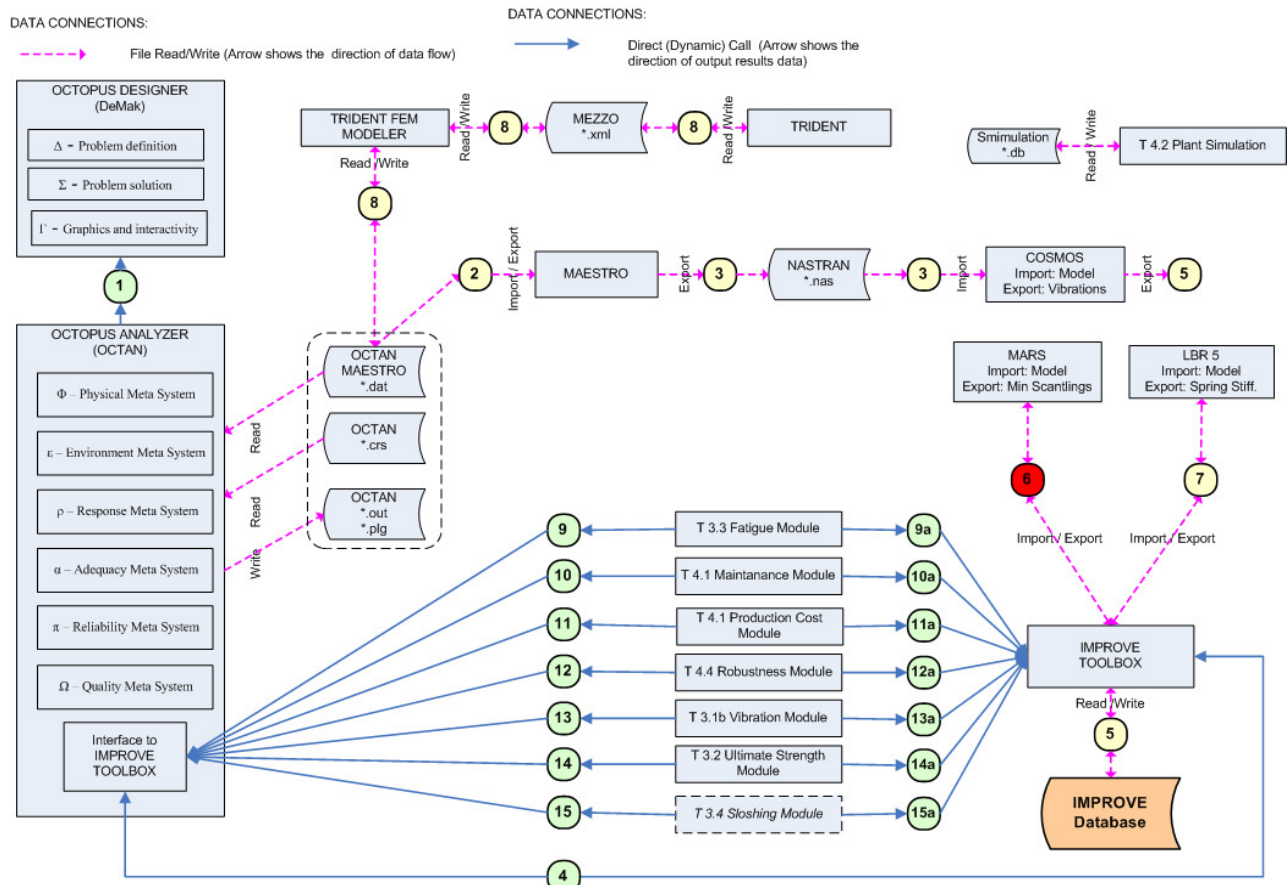 DATA CONNECTIONS:
File Read/Write (Arrow shows the  direction of data flow)
DATA CONNECTIONS:
Direct (Dynamic) Call  (Arrow shows the
direction of output results data)
OCTOPUS DESIGNER
(DeMak)
Δ = Problem definition
Σ = Problem solution
Γ = Graphics and interactivity
1
OCTOPUS ANALYZER
(OCTAN)
Φ – Physical Meta System
ε – Environment Meta System
ρ – Response Meta System
α – Adequacy Meta System
π – Reliability Meta System
Ω – Quality Meta System
Interface to
IMPROVE
TOOLBOX
TRIDENT FEM
MODELER
Read /Write
8
MEZZO
*.xml
8
Read /Write
TRIDENT
Read /Write
8
Smimulation
*.db
Read / Write
T 4.2 Plant Simulation
2
Import / Export
MAESTRO
Export
3
NASTRAN
*.nas
3
Import
COSMOS
Import: Model
Export: Vibrations
Export
5
OCTAN
MAESTRO
*.dat
Read
OCTAN
*.crs
Read
OCTAN
*.out
*.plg
Write
MARS
Import: Model
Export: Min Scantlings
LBR 5
Import: Model
Export: Spring Stiff.
6
7
Import / Export
Import / Export
9
T 3.3 Fatigue Module
9a
10
T 4.1 Maintanance Module
10a
11
T 4.1 Production Cost
Module
11a
12
T 4.4 Robustness Module
12a
13
T 3.1b Vibration Module
13a
14
T 3.2 Ultimate Strength
Module
14a
15
T 3.4 Sloshing Module
15a
IMPROVE
TOOLBOX
Read /Write
5
IMPROVE
Database
4